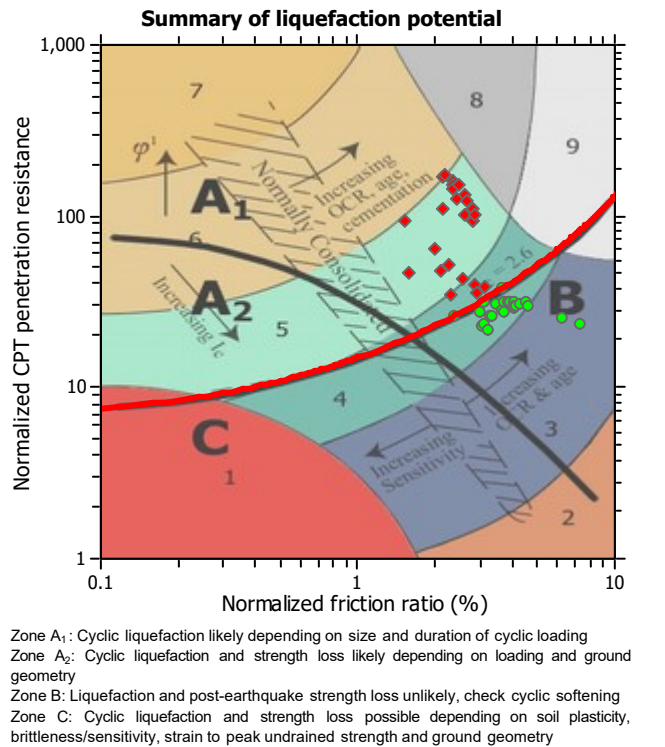 Summary of liquefaction potential
Normalized CPT penetration resistance
1,000
100
10
1
0.1
1
10
Normalized friction ratio (%)
7
8
9
φ'
A1
Increasing
OCR, age,
cementation
Normally Consolidated
6
A2
Increasing Ic
5
= 2.6
B
4
C
1
Increasing
OCR & age
Increasing
Sensitivity
3
2
Zone A1: Cyclic liquefaction likely depending on size and duration of cyclic loading
Zone A2: Cyclic liquefaction and strength loss likely depending on loading and ground
geometry
Zone B: Liquefaction and post-earthquake strength loss unlikely, check cyclic softening
Zone C: Cyclic liquefaction and strength loss possible depending on soil plasticity,
brittleness/sensitivity, strain to peak undrained strength and ground geometry